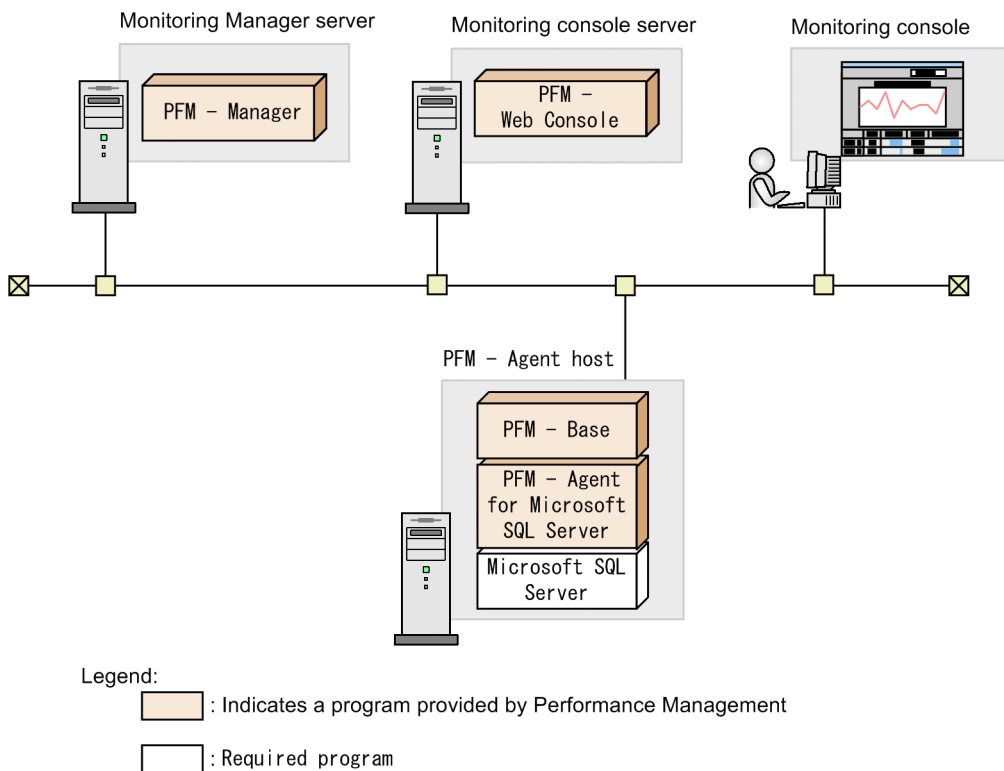 Monitoring Manager server
Monitoring console server
Monitoring console
PFM - Manager
PFM -
Web Console
PFM - Agent host
PFM - Base
PFM - Agent
for Microsoft
SQL Server
Microsoft SQL
Server
Legend:
: Indicates a program provided by Performance Management
: Required program